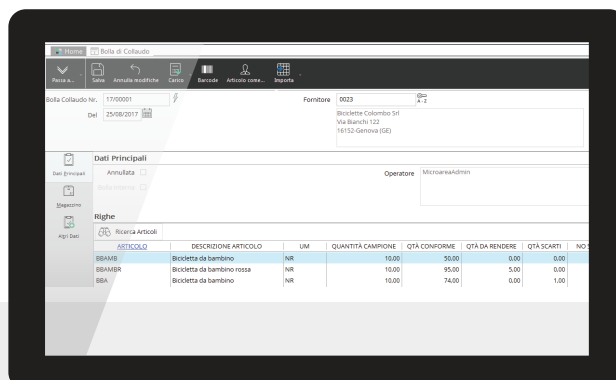 Home Bolla di Collaudo
Passa a... Salva Annulla modifiche Carico Barcode Articolo come... Importa
Bolla Collaudo Nr. 17/00001 Fornitore 0023 A - Z
Del 25/08/2017 Biciclette Colombo Srl
Via Bianchi 122
16152-Genova (GE)
Dati Principali
Dati Principali Annullata Operatore MicroareaAdmin
Bolla Interna
Magazzino
Righe
Altri Dati Ricerca Articoli
ARTICOLO DESCRIZIONE ARTICOLO UM QUANTITÀ CAMPIONE QTÀ CONFORME QTÀ DA RENDERE QTÀ SCARTI NO
BBAMB Bicicletta da bambino NR 10,00 50,00 0,00 0,00
BBAMBR Bicicletta da bambino rossa NR 10,00 95,00 5,00 0,00
BBA Bicicletta da bambino NR 10,00 74,00 0,00 1,00